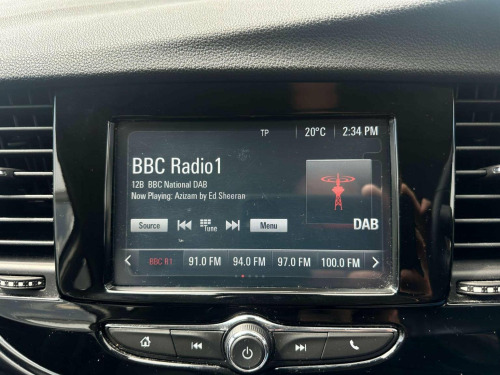 TP 20°C 2:34 PM
BBC Radio1
12B BBC National DAB
Now Playing: Azizam by Ed Sheeran
Source Tune Menu
DAB
BBC R1 91.0 FM 94.0 FM 97.0 FM 100.0 FM